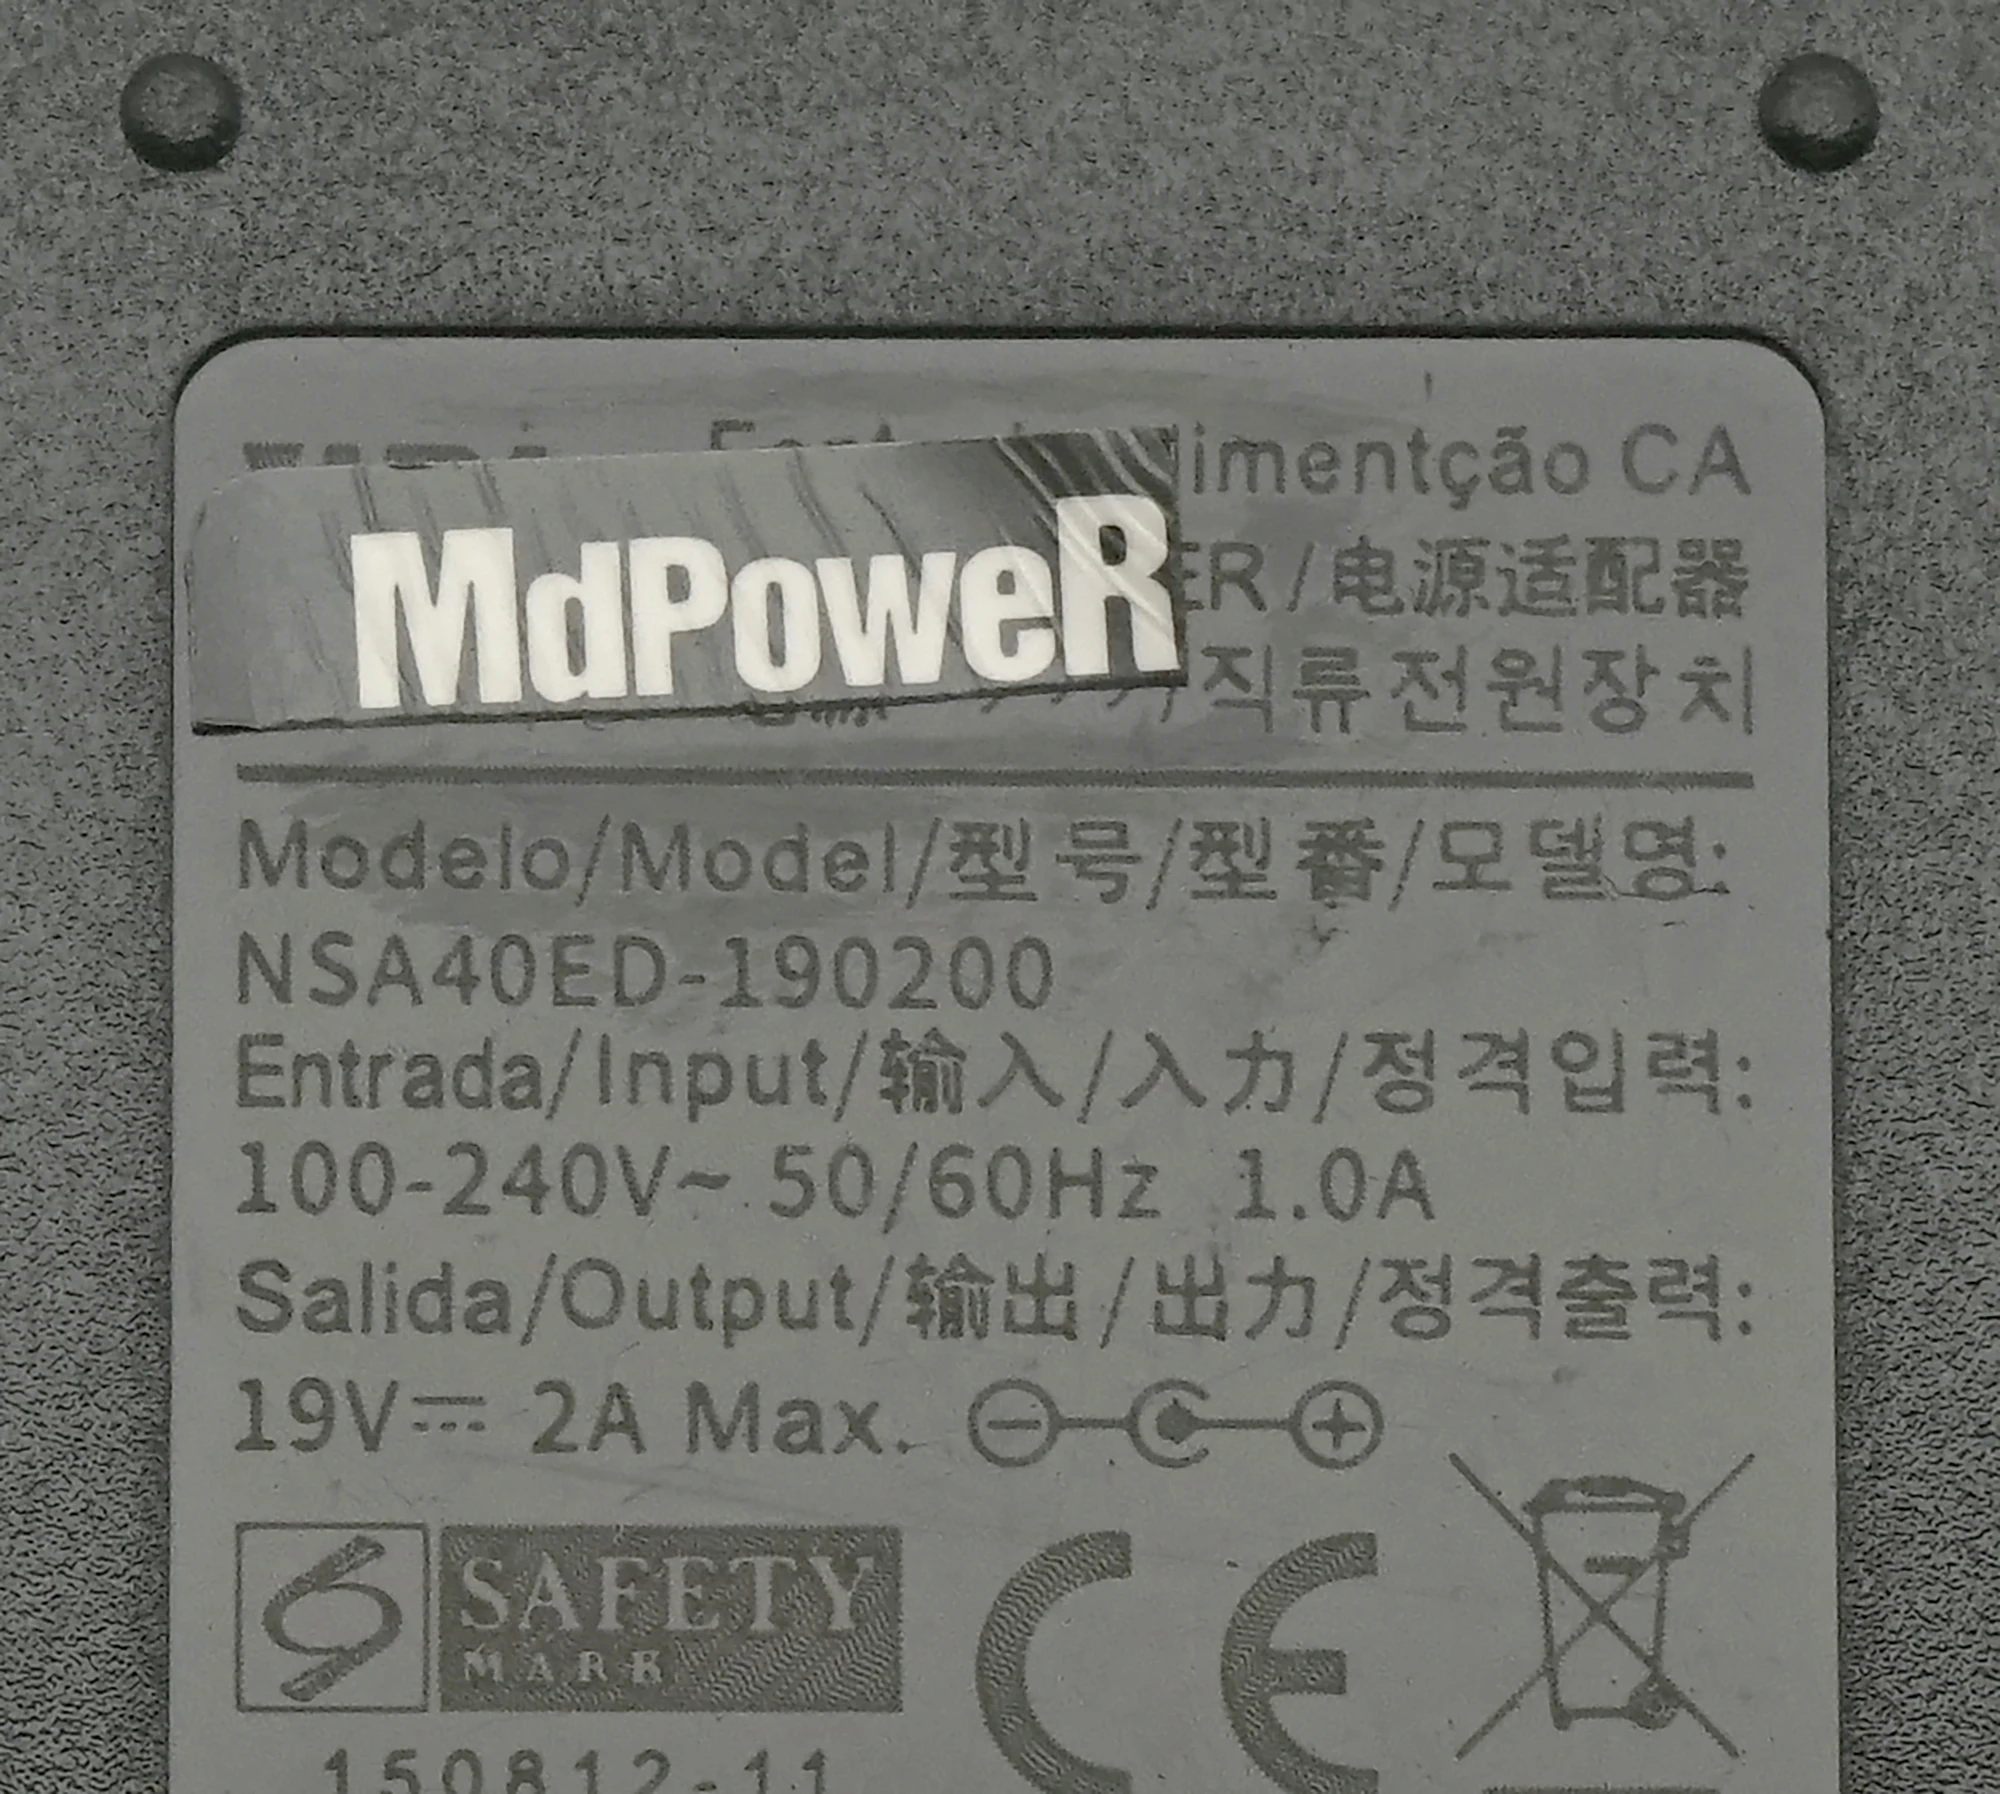 imentção CA
MdPoweR
ER/电源适配器
직류전원장치
Modelo/Model/型号/型番/모델명:
NSA40ED-190200
Entrada/Input/输入/入力/정격입력:
100-240V~ 50/60Hz 1.0A
Salida/Output/输出/出力/정격출력:
19V⎓ 2A Max.
SAFETY
MARK
CE
150812-11